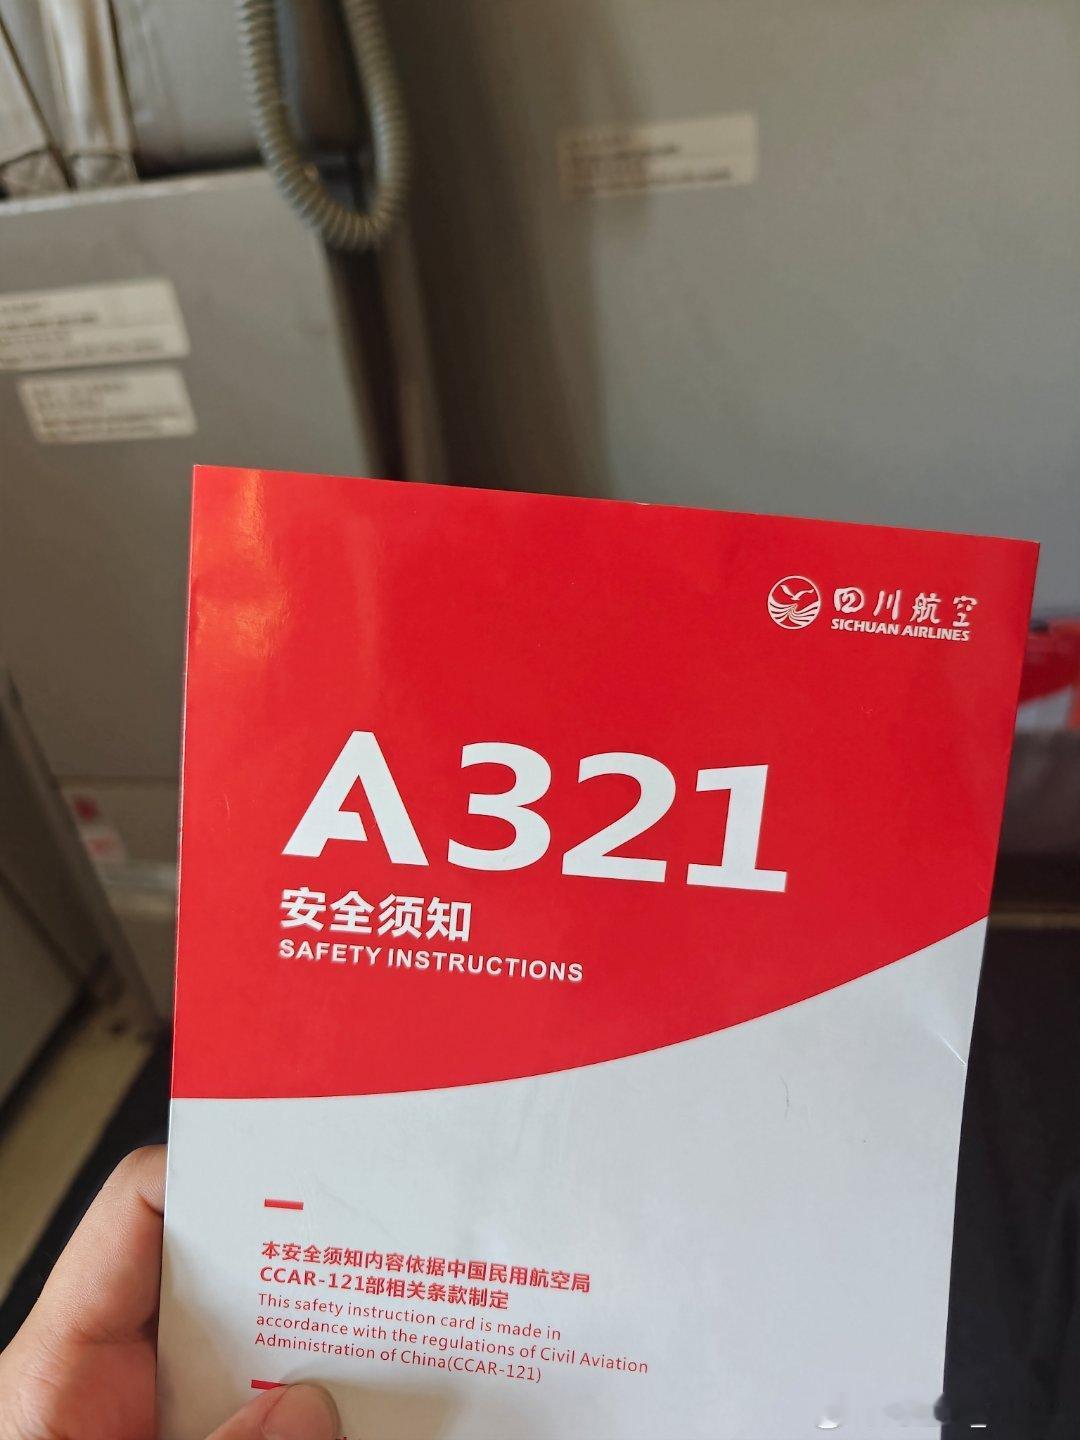 四川航空
SICHUAN AIRLINES
A321
安全须知
SAFETY INSTRUCTIONS
本安全须知内容依据中国民用航空局
CCAR-121部相关条款制定
This safety instruction card is made in
accordance with the regulations of Civil Aviation
Administration of China(CCAR-121)